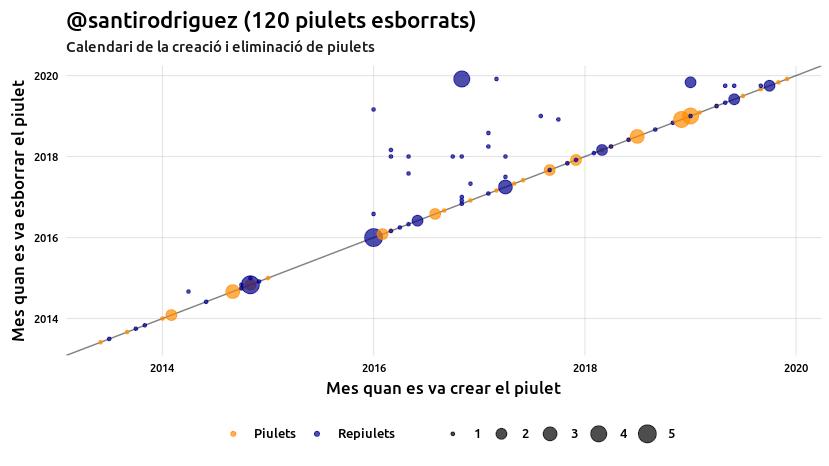 @santirodriguez (120 piulets esborrats)
Calendari de la creació i eliminació de piulets
Mes quan es va esborrar el piulet
2020
2018
2016
2014
2014 2016 2018 2020
Mes quan es va crear el piulet
Piulets Repiulets 1 2 3 4 5